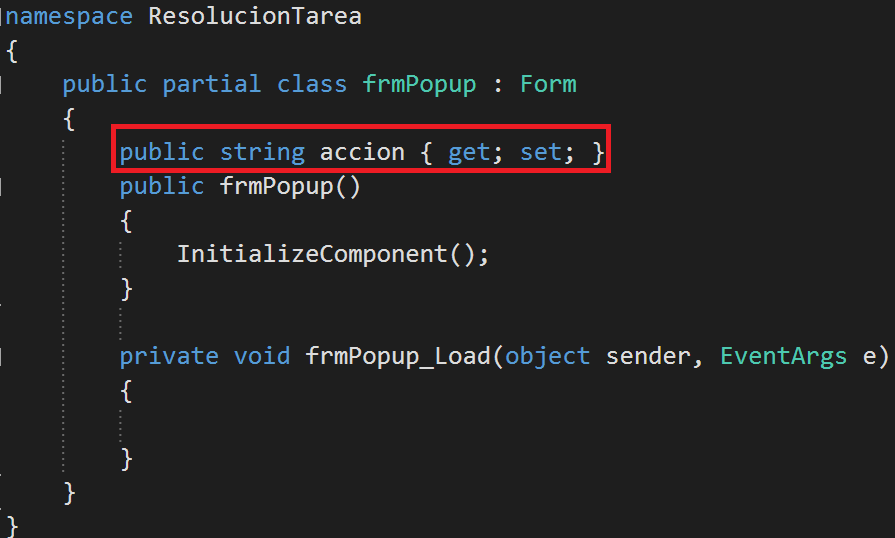 namespace ResolucionTarea
{
public partial class frmPopup : Form
{
public string accion { get; set; }
public frmPopup()
{
InitializeComponent();
}
private void frmPopup_Load(object sender, EventArgs e)
{
}
}
}